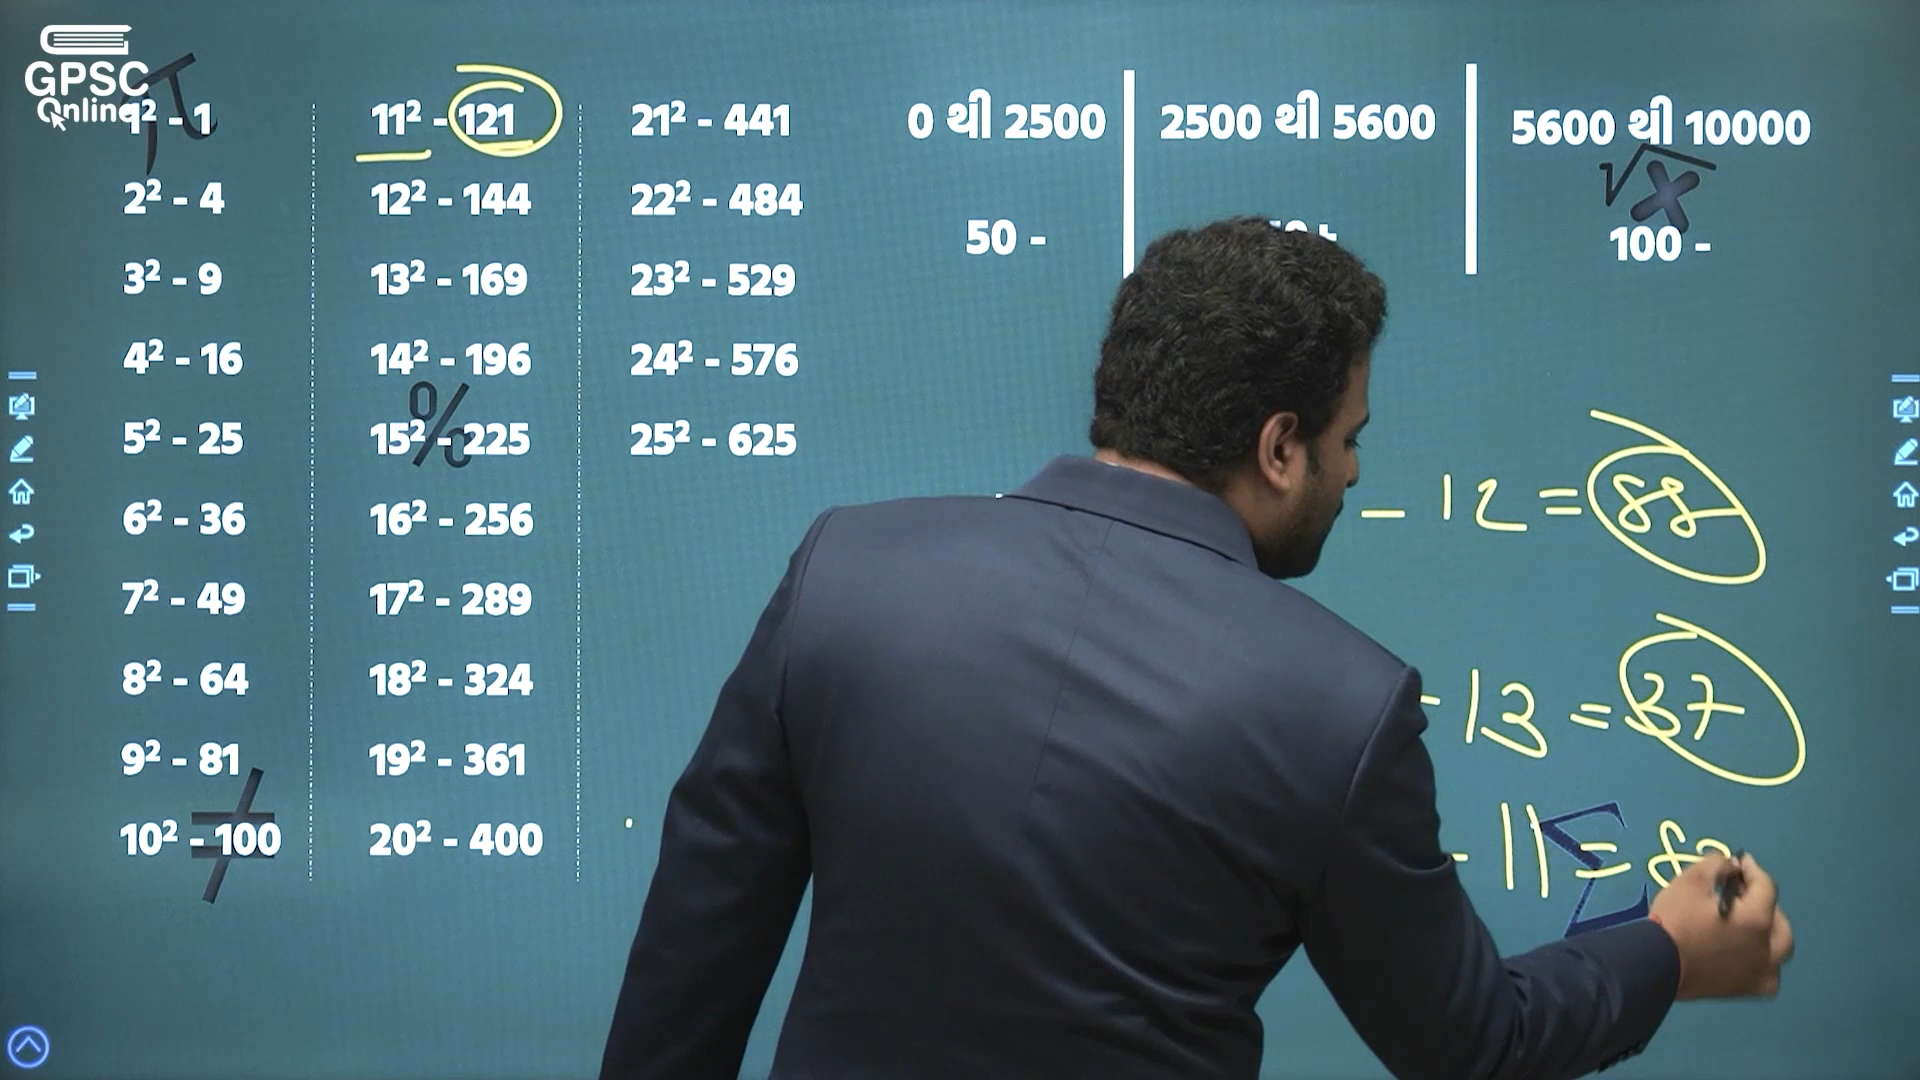 GPSC
Online
1² - 1
2² - 4
3² - 9
4² - 16
5² - 25
6² - 36
7² - 49
8² - 64
9² - 81
10² - 100
11² - 121
12² - 144
13² - 169
14² - 196
15² - 225
16² - 256
17² - 289
18² - 324
19² - 361
20² - 400
21² - 441
22² - 484
23² - 529
24² - 576
25² - 625
0 થી 2500
50 -
2500 થી 5600
5600 થી 10000
100 -
π
%
√x
Σ
- 12 = 88
- 13 = 37
- 11 = 8